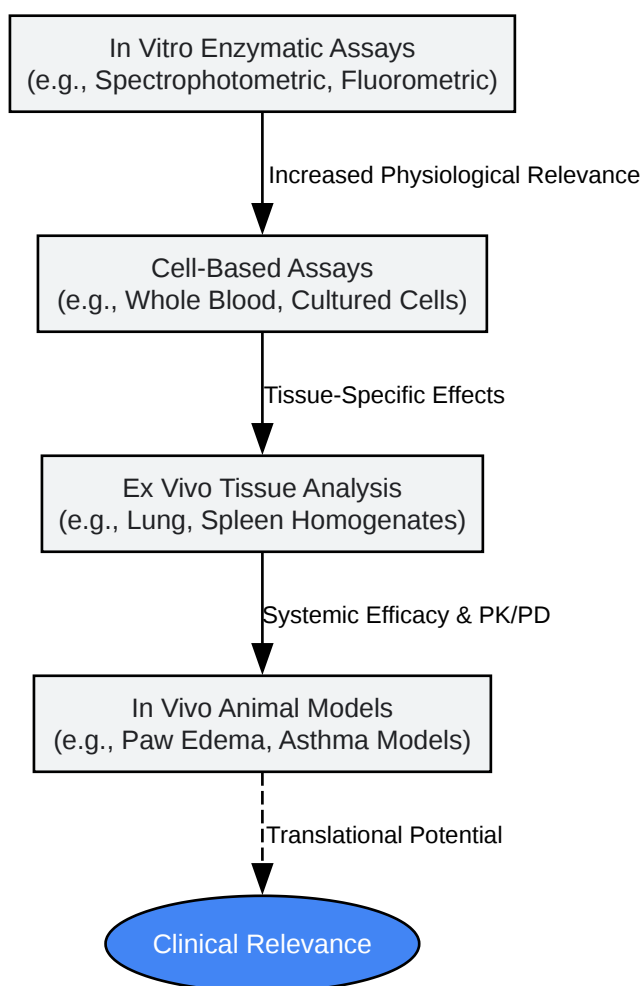 In Vitro Enzymatic Assays
(e.g., Spectrophotometric, Fluorometric)
Increased Physiological Relevance
Cell-Based Assays
(e.g., Whole Blood, Cultured Cells)
Tissue-Specific Effects
Ex Vivo Tissue Analysis
(e.g., Lung, Spleen Homogenates)
Systemic Efficacy & PK/PD
In Vivo Animal Models
(e.g., Paw Edema, Asthma Models)
Translational Potential
Clinical Relevance